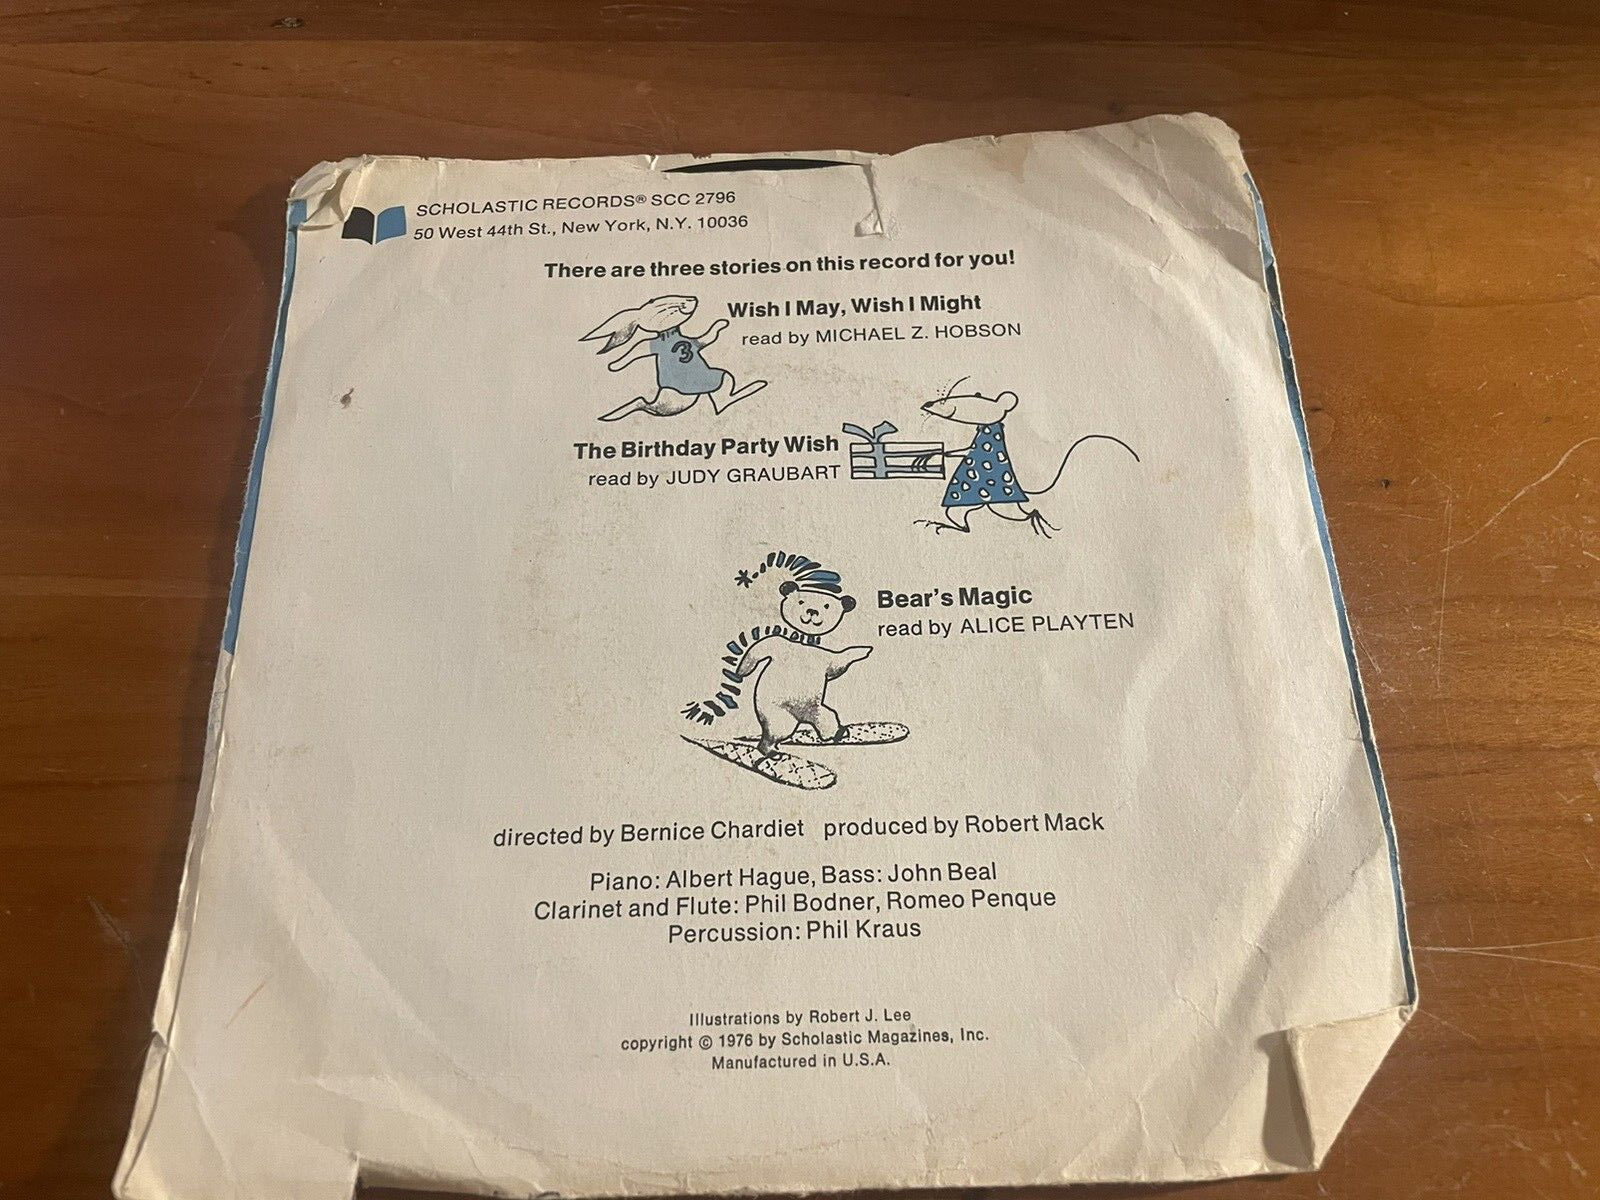 SCHOLASTIC RECORDS® SCC 2796
50 West 44th St., New York, N.Y. 10036
There are three stories on this record for you!
Wish I May, Wish I Might
read by MICHAEL Z. HOBSON
3
The Birthday Party Wish
read by JUDY GRAUBART
Bear's Magic
read by ALICE PLAYTEN
directed by Bernice Chardiet produced by Robert Mack
Piano: Albert Hague, Bass: John Beal
Clarinet and Flute: Phil Bodner, Romeo Penque
Percussion: Phil Kraus
Illustrations by Robert J. Lee
copyright © 1976 by Scholastic Magazines, Inc.
Manufactured in U.S.A.